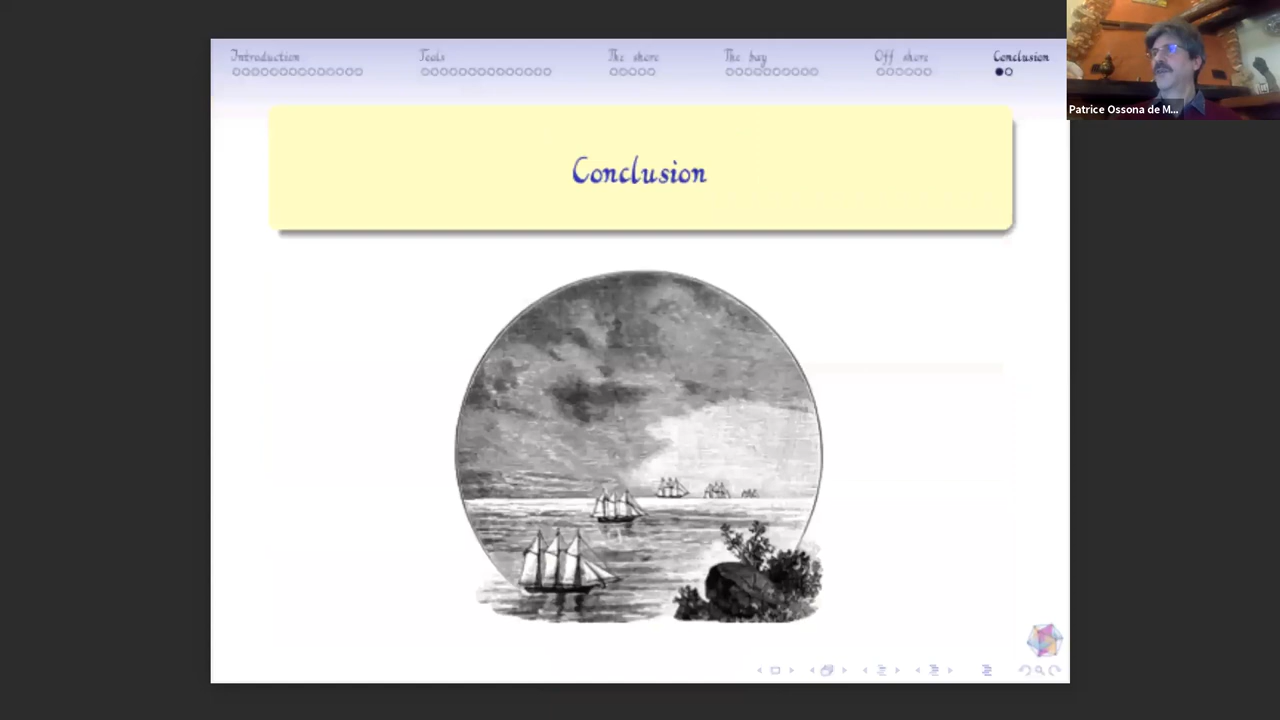 Introduction
Tools
The shore
The bay
Off shore
Conclusion
Patrice Ossona de M...
Conclusion